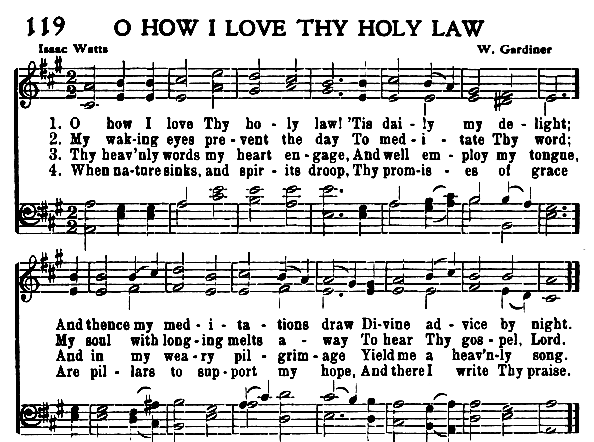 119 O HOW I LOVE THY HOLY LAW
Isaac Watts W. Gardiner
1. O how I love Thy ho - ly law! 'Tis dai - ly my de - light;
2. My wak-ing eyes pre - vent the day To med - i - tate Thy word;
3. Thy heav'nly words my heart en - gage, And well em - ploy my tongue,
4. When na-ture sinks, and spir - its droop, Thy prom - is - es of grace
And thence my med - i - ta - tions draw Di-vine ad - vice by night.
My soul with long-ing melts a - way To hear Thy gos - pel, Lord.
And in my wea - ry pil - grim - age Yield me a heav'n-ly song.
Are pil - lars to sup - port my hope, And there I write Thy praise.